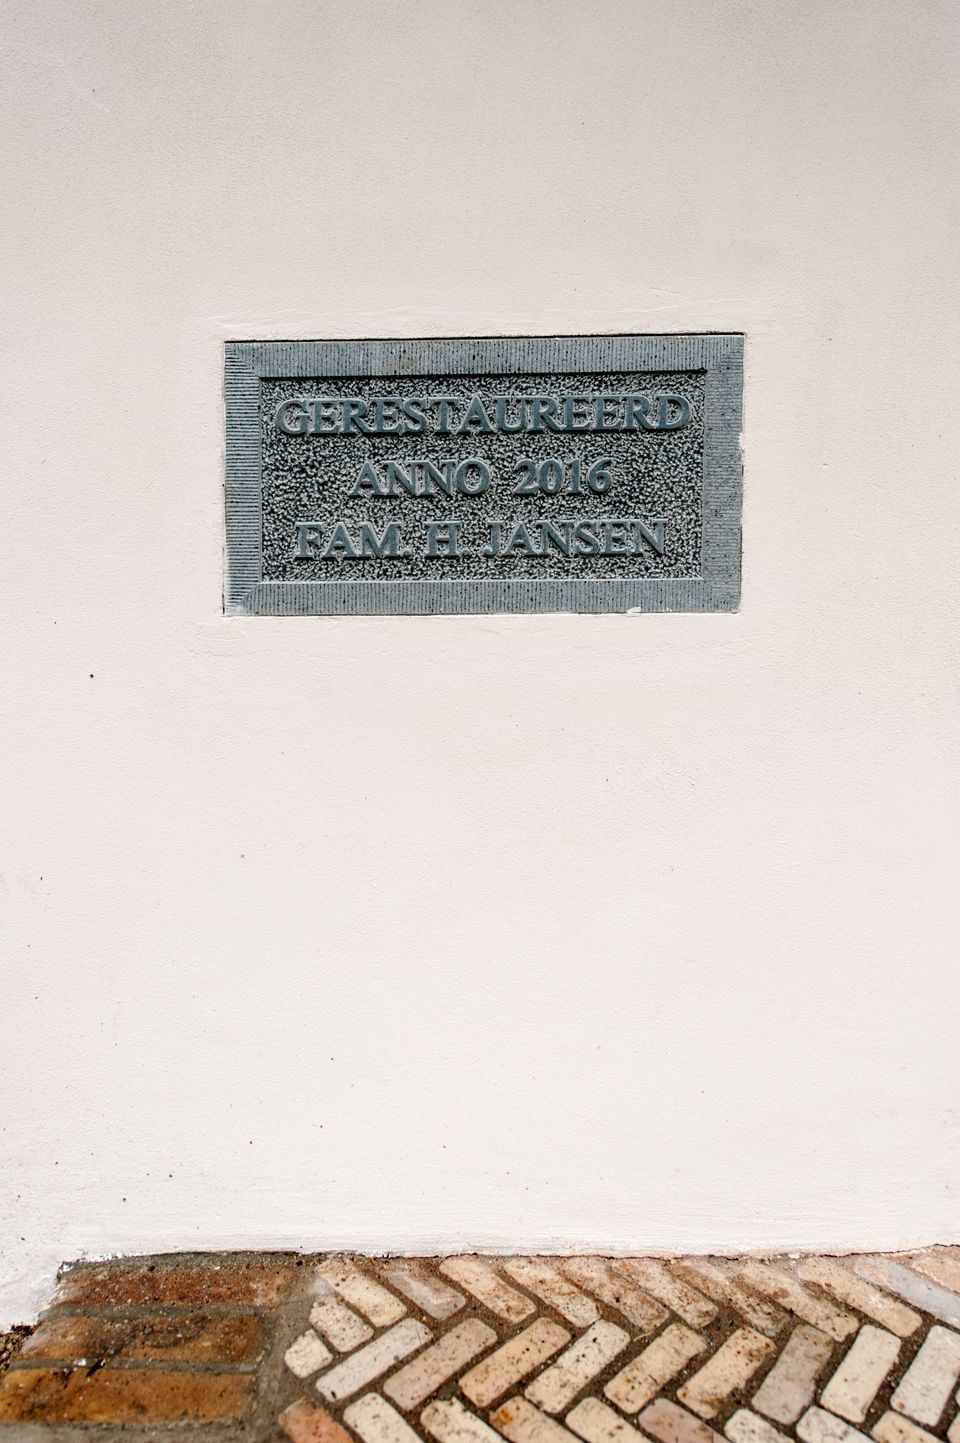 GERESTAUREERD
ANNO 2016
FAM. H. JANSEN